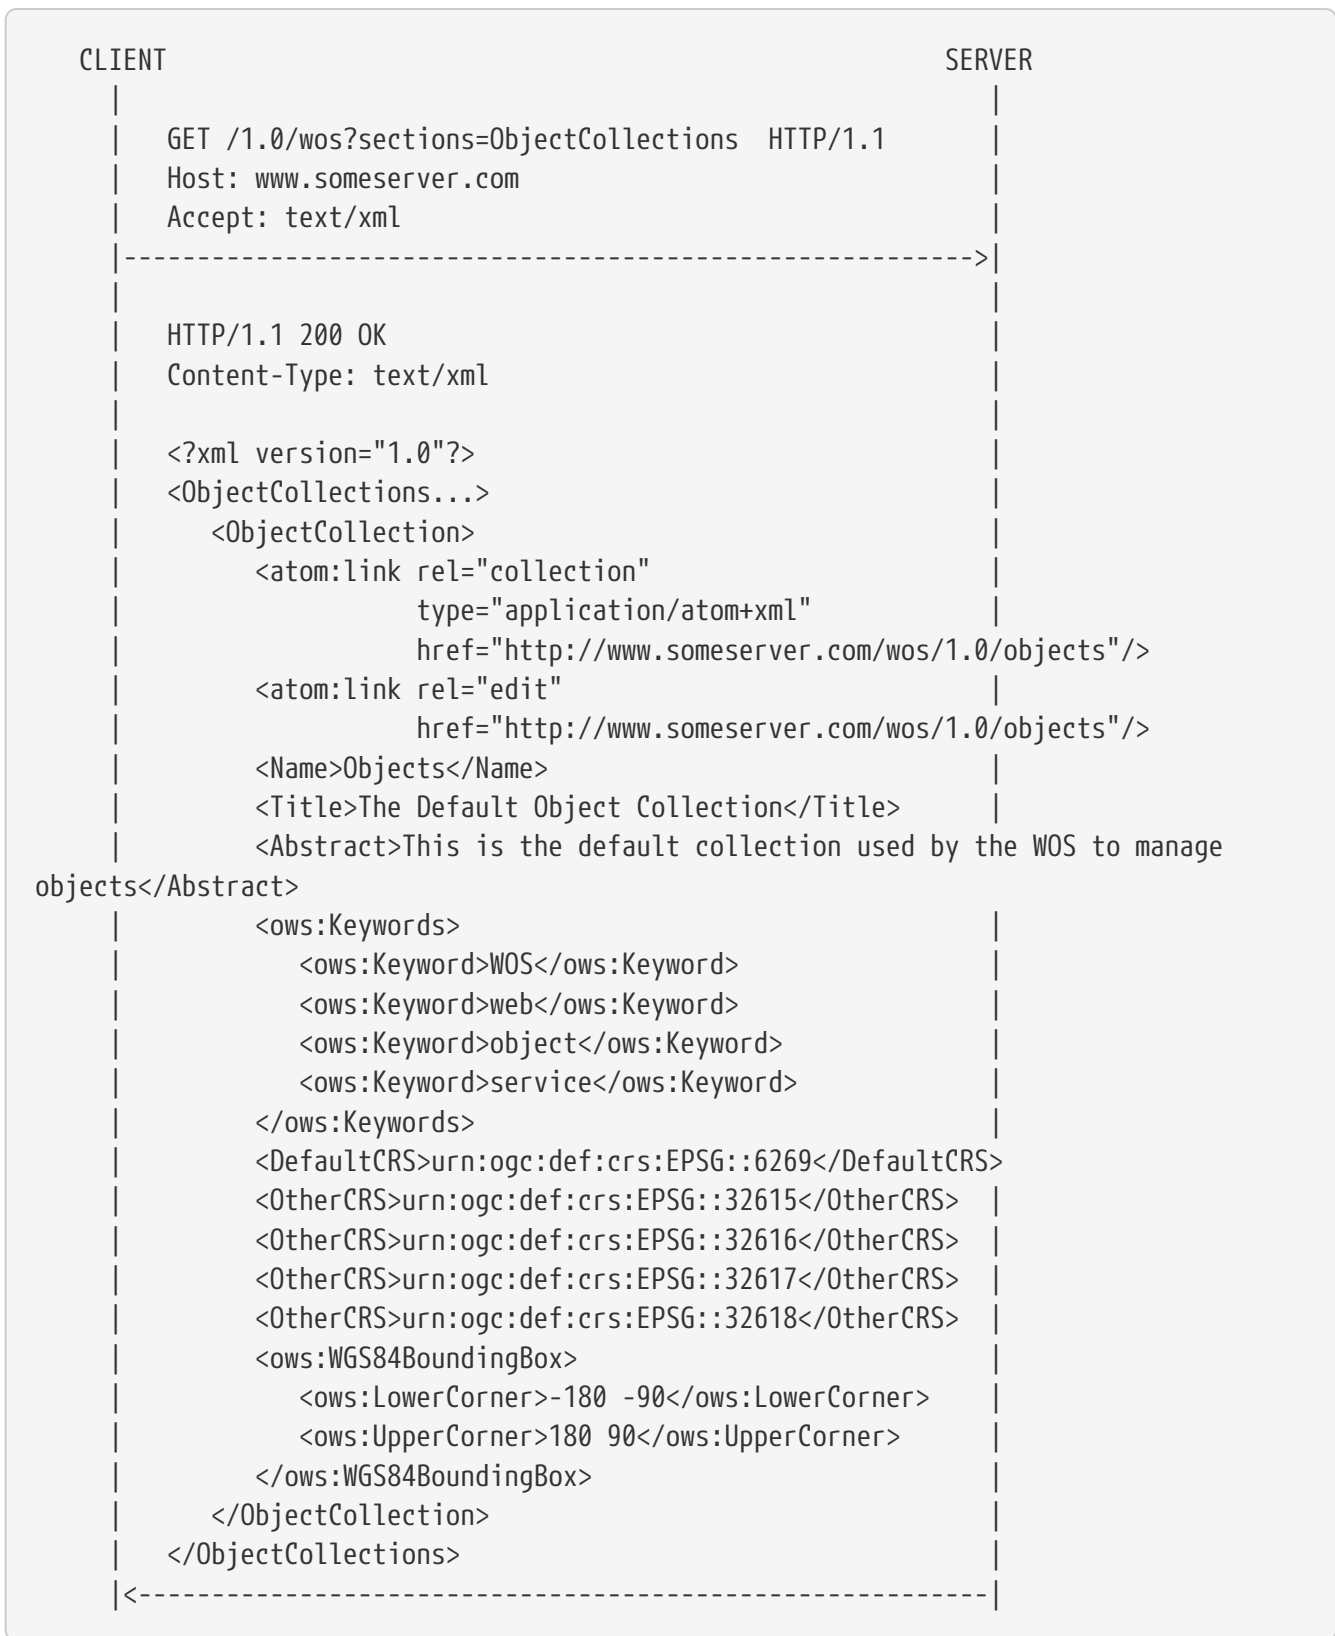 CLIENT                                                     SERVER
     |                                                           |
     |   GET /1.0/wos?sections=ObjectCollections  HTTP/1.1       |
     |   Host: www.someserver.com                                |
     |   Accept: text/xml                                        |
     |---------------------------------------------------------->|
     |                                                           |
     |   HTTP/1.1 200 OK                                         |
     |   Content-Type: text/xml                                  |
     |                                                           |
     |   <?xml version="1.0"?>                                   |
     |   <ObjectCollections...>                                  |
     |      <ObjectCollection>                                   |
     |         <atom:link rel="collection"                       |
     |                    type="application/atom+xml"            |
     |                    href="http://www.someserver.com/wos/1.0/objects"/>
     |         <atom:link rel="edit"                             |
     |                    href="http://www.someserver.com/wos/1.0/objects"/>
     |         <Name>Objects</Name>                              |
     |         <Title>The Default Object Collection</Title>      |
     |         <Abstract>This is the default collection used by the WOS to manage
objects</Abstract>
     |         <ows:Keywords>                                    |
     |            <ows:Keyword>WOS</ows:Keyword>                 |
     |            <ows:Keyword>web</ows:Keyword>                 |
     |            <ows:Keyword>object</ows:Keyword>              |
     |            <ows:Keyword>service</ows:Keyword>             |
     |         </ows:Keywords>                                   |
     |         <DefaultCRS>urn:ogc:def:crs:EPSG::6269</DefaultCRS>
     |         <OtherCRS>urn:ogc:def:crs:EPSG::32615</OtherCRS>  |
     |         <OtherCRS>urn:ogc:def:crs:EPSG::32616</OtherCRS>  |
     |         <OtherCRS>urn:ogc:def:crs:EPSG::32617</OtherCRS>  |
     |         <OtherCRS>urn:ogc:def:crs:EPSG::32618</OtherCRS>  |
     |         <ows:WGS84BoundingBox>                            |
     |            <ows:LowerCorner>-180 -90</ows:LowerCorner>    |
     |            <ows:UpperCorner>180 90</ows:UpperCorner>      |
     |         </ows:WGS84BoundingBox>                           |
     |      </ObjectCollection>                                  |
     |   </ObjectCollections>                                    |
     |<----------------------------------------------------------|